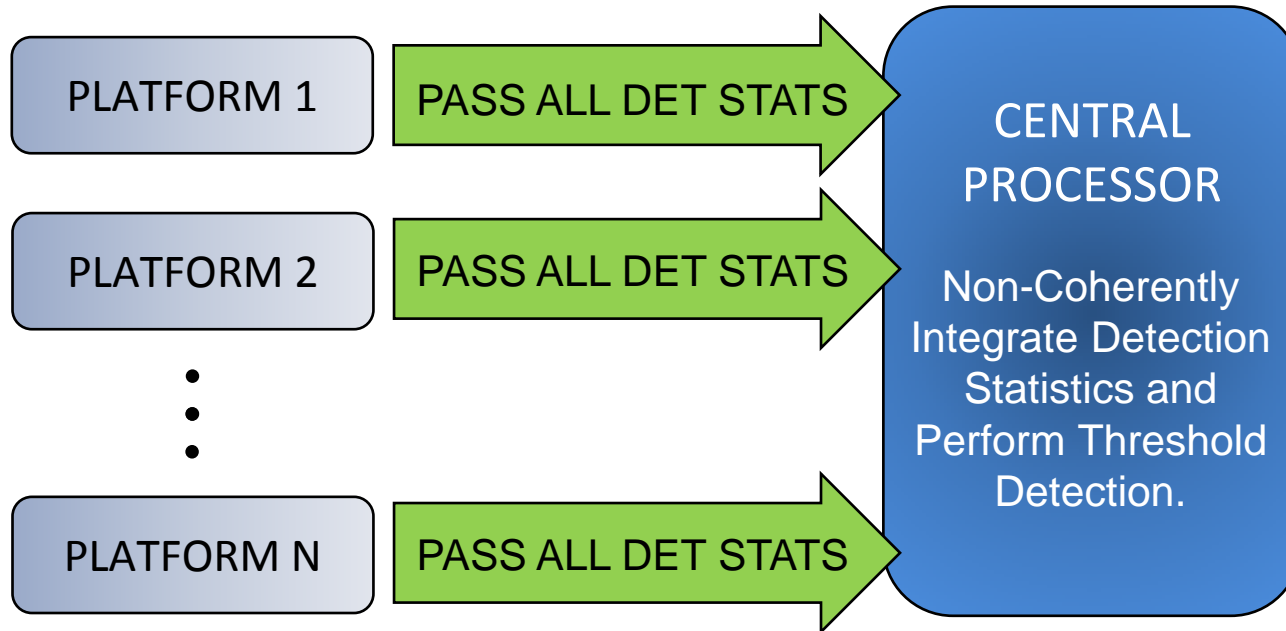 PLATFORM 1
PASS ALL DET STATS
PLATFORM 2
PASS ALL DET STATS
PLATFORM N
PASS ALL DET STATS
CENTRAL
PROCESSOR
Non-Coherently
Integrate Detection
Statistics and
Perform Threshold
Detection.